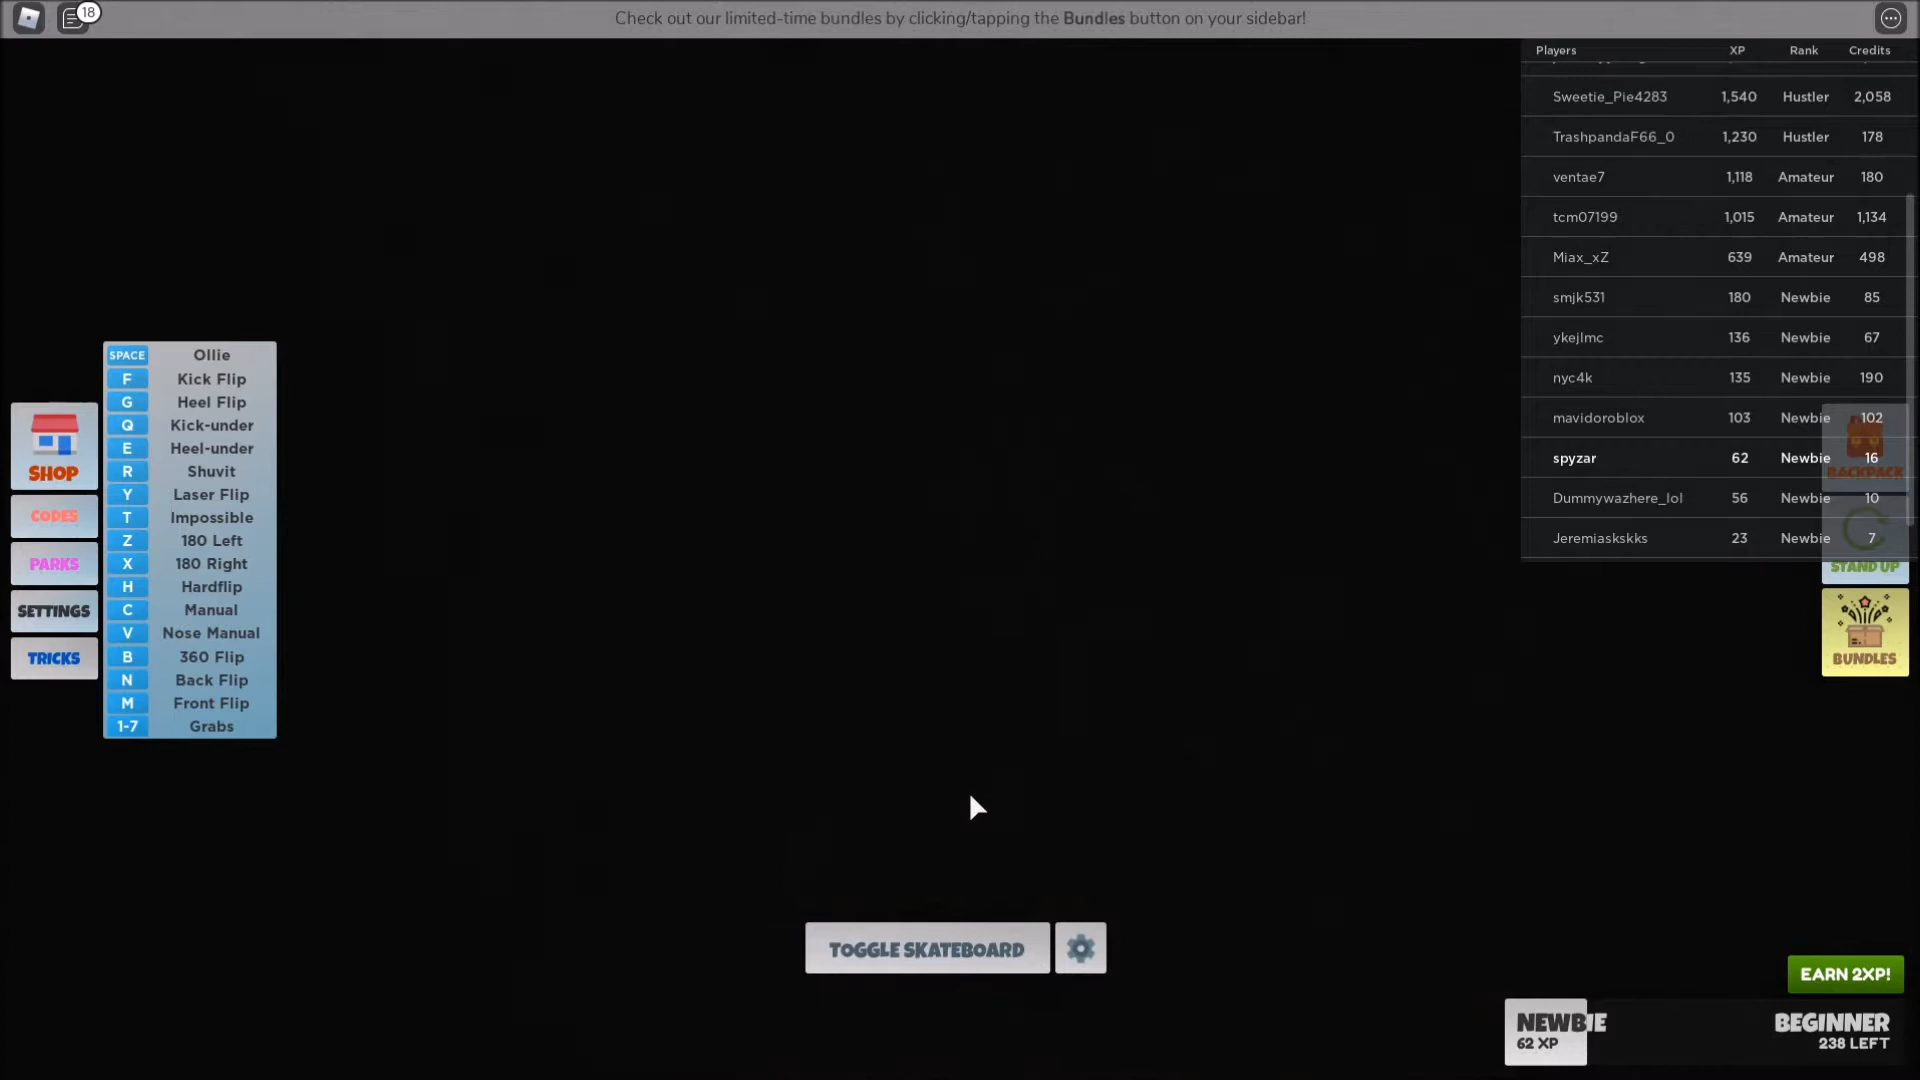 18
Check out our limited-time bundles by clicking/tapping the Bundles button on your sidebar!
Players XP Rank Credits
Sweetie_Pie4283 1,540 Hustler 2,058
TrashpandaF66_0 1,230 Hustler 178
ventae7 1,118 Amateur 180
tcm07199 1,015 Amateur 1,134
Miax_xZ 639 Amateur 498
smjk531 180 Newbie 85
ykejlmc 136 Newbie 67
nyc4k 135 Newbie 190
mavidoroblox 103 Newbie 102
spyzar 62 Newbie 16
Dummywazhere_lol 56 Newbie 10
Jeremiaskskks 23 Newbie 7
BACKPACK
STAND UP
BUNDLES
SHOP
CODES
PARKS
SETTINGS
TRICKS
SPACE Ollie
F Kick Flip
G Heel Flip
Q Kick-under
E Heel-under
R Shuvit
Y Laser Flip
T Impossible
Z 180 Left
X 180 Right
H Hardflip
C Manual
V Nose Manual
B 360 Flip
N Back Flip
M Front Flip
1-7 Grabs
TOGGLE SKATEBOARD
EARN 2XP!
NEWBIE BEGINNER
62 XP 238 LEFT